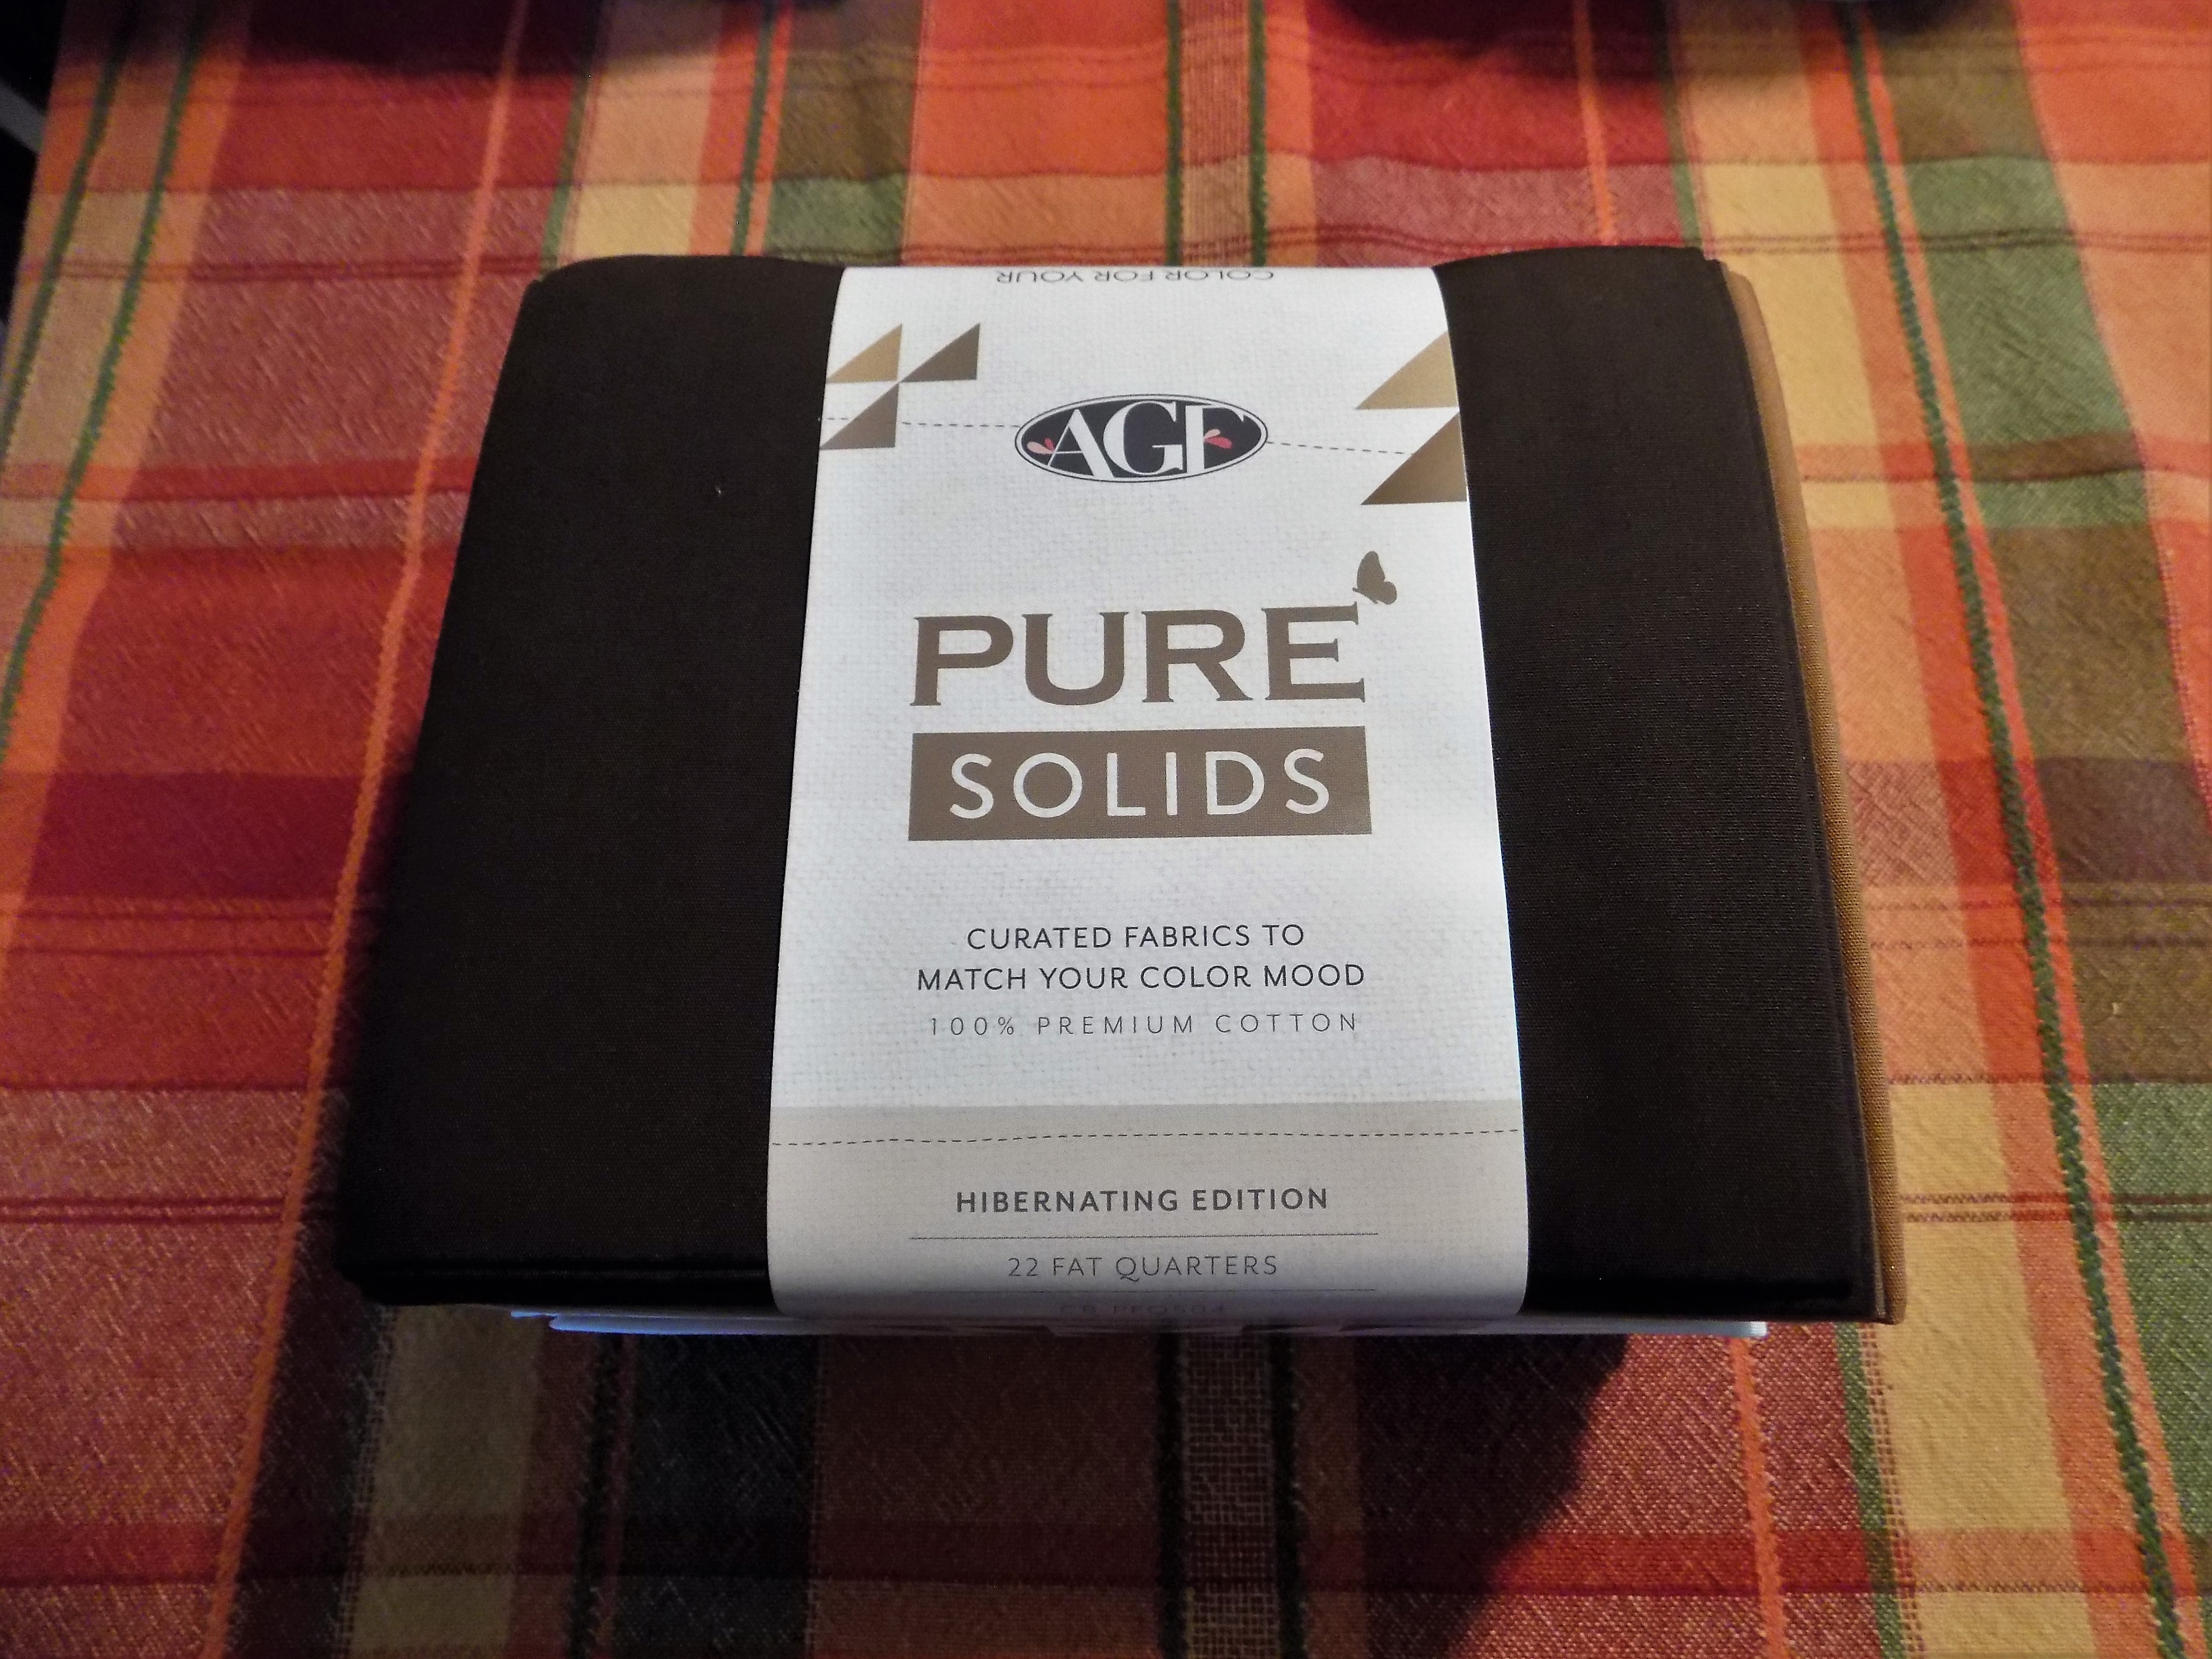 COLOR FOR YOUR
AGF
PURE
SOLIDS
CURATED FABRICS TO
MATCH YOUR COLOR MOOD
100% PREMIUM COTTON
HIBERNATING EDITION
22 FAT QUARTERS